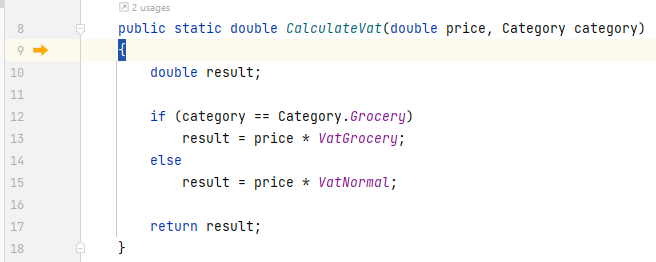 2 usages
8 public static double CalculateVat(double price, Category category)
9 {
10 double result;
11
12 if (category == Category.Grocery)
13 result = price * VatGrocery;
14 else
15 result = price * VatNormal;
16
17 return result;
18 }